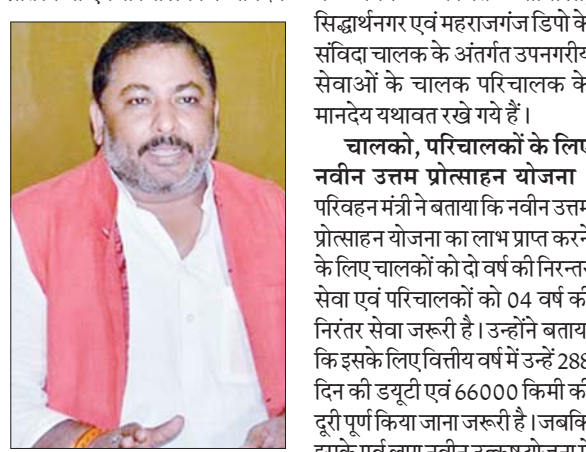 सिद्धार्थनगर एवं महराजगंज डिपो के
संविदा चालक के अंतर्गत उपनगरीय
सेवाओं के चालक परिचालक के
मानदेय यथावत रखे गये हैं।
चालको, परिचालकों के लिए
नवीन उत्तम प्रोत्साहन योजना
परिवहन मंत्री ने बताया कि नवीन उत्तम
प्रोत्साहन योजना का लाभ प्राप्त करने
के लिए चालकों को दो वर्ष की निरन्तर
सेवा एवं परिचालकों को 04 वर्ष की
निरंतर सेवा जरूरी है। उन्होंने बताया
कि इसके लिए वित्तीय वर्ष में उन्हें 288
दिन की डयूटी एवं 66000 किमी की
दूरी पूर्ण किया जाना जरूरी है। जबकि